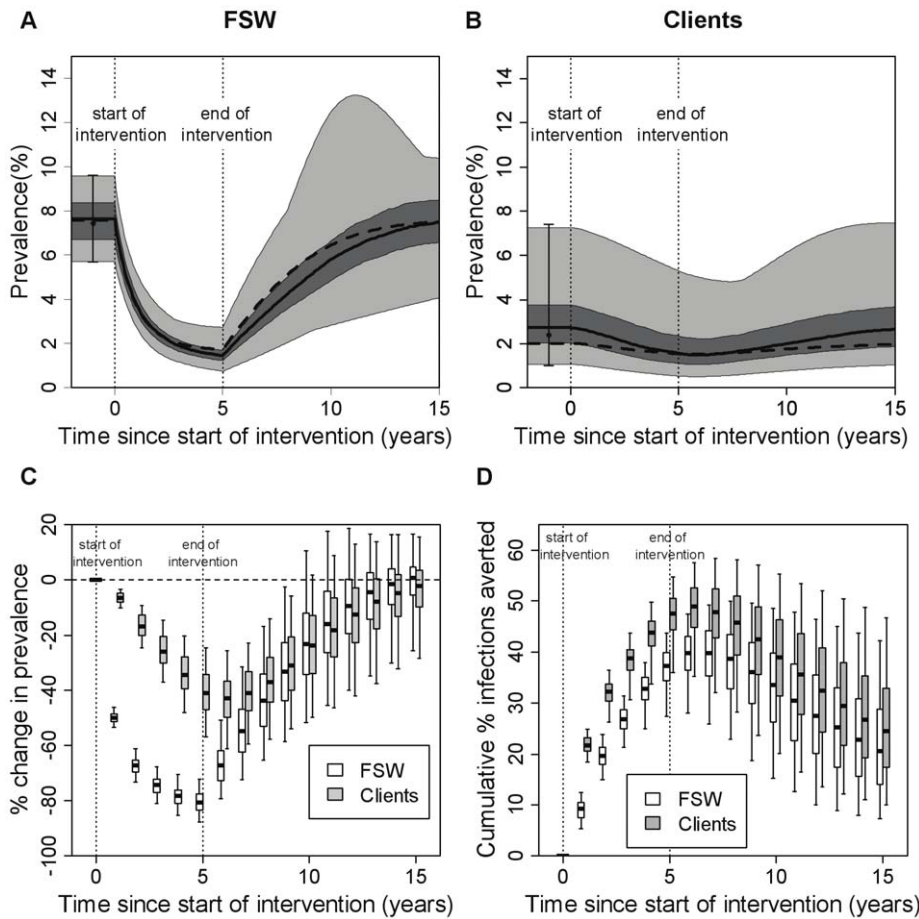 A FSW
B Clients
Prevalence(%)
14
12
10
8
6
4
2
0
start of
intervention
end of
intervention
0 5 10 15
Time since start of intervention (years)
Prevalence(%)
14
12
10
8
6
4
2
0
start of
intervention
end of
intervention
0 5 10 15
Time since start of intervention (years)
C
% change in prevalence
20
0
-20
-40
-60
-80
-100
start of
intervention
end of
intervention
FSW
Clients
0 5 10 15
Time since start of intervention (years)
D
Cumulative % infections averted
60
50
40
30
20
10
0
start of
intervention
end of
intervention
FSW
Clients
0 5 10 15
Time since start of intervention (years)